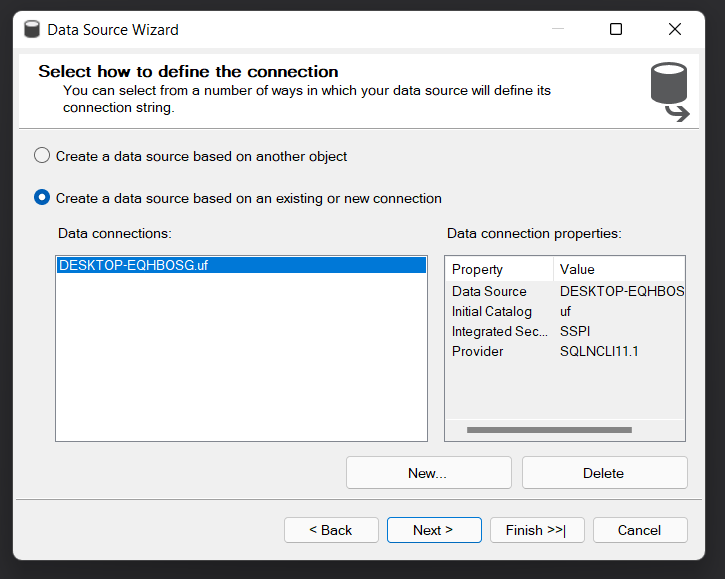 Data Source Wizard
Select how to define the connection
You can select from a number of ways in which your data source will define its
connection string.
Create a data source based on another object
Create a data source based on an existing or new connection
Data connections:
Data connection properties:
DESKTOP-EQHBOSG.uf
Property Value
Data Source DESKTOP-EQHBOS
Initial Catalog uf
Integrated Sec... SSPI
Provider SQLNCLI11.1
New... Delete
< Back Next > Finish >>| Cancel